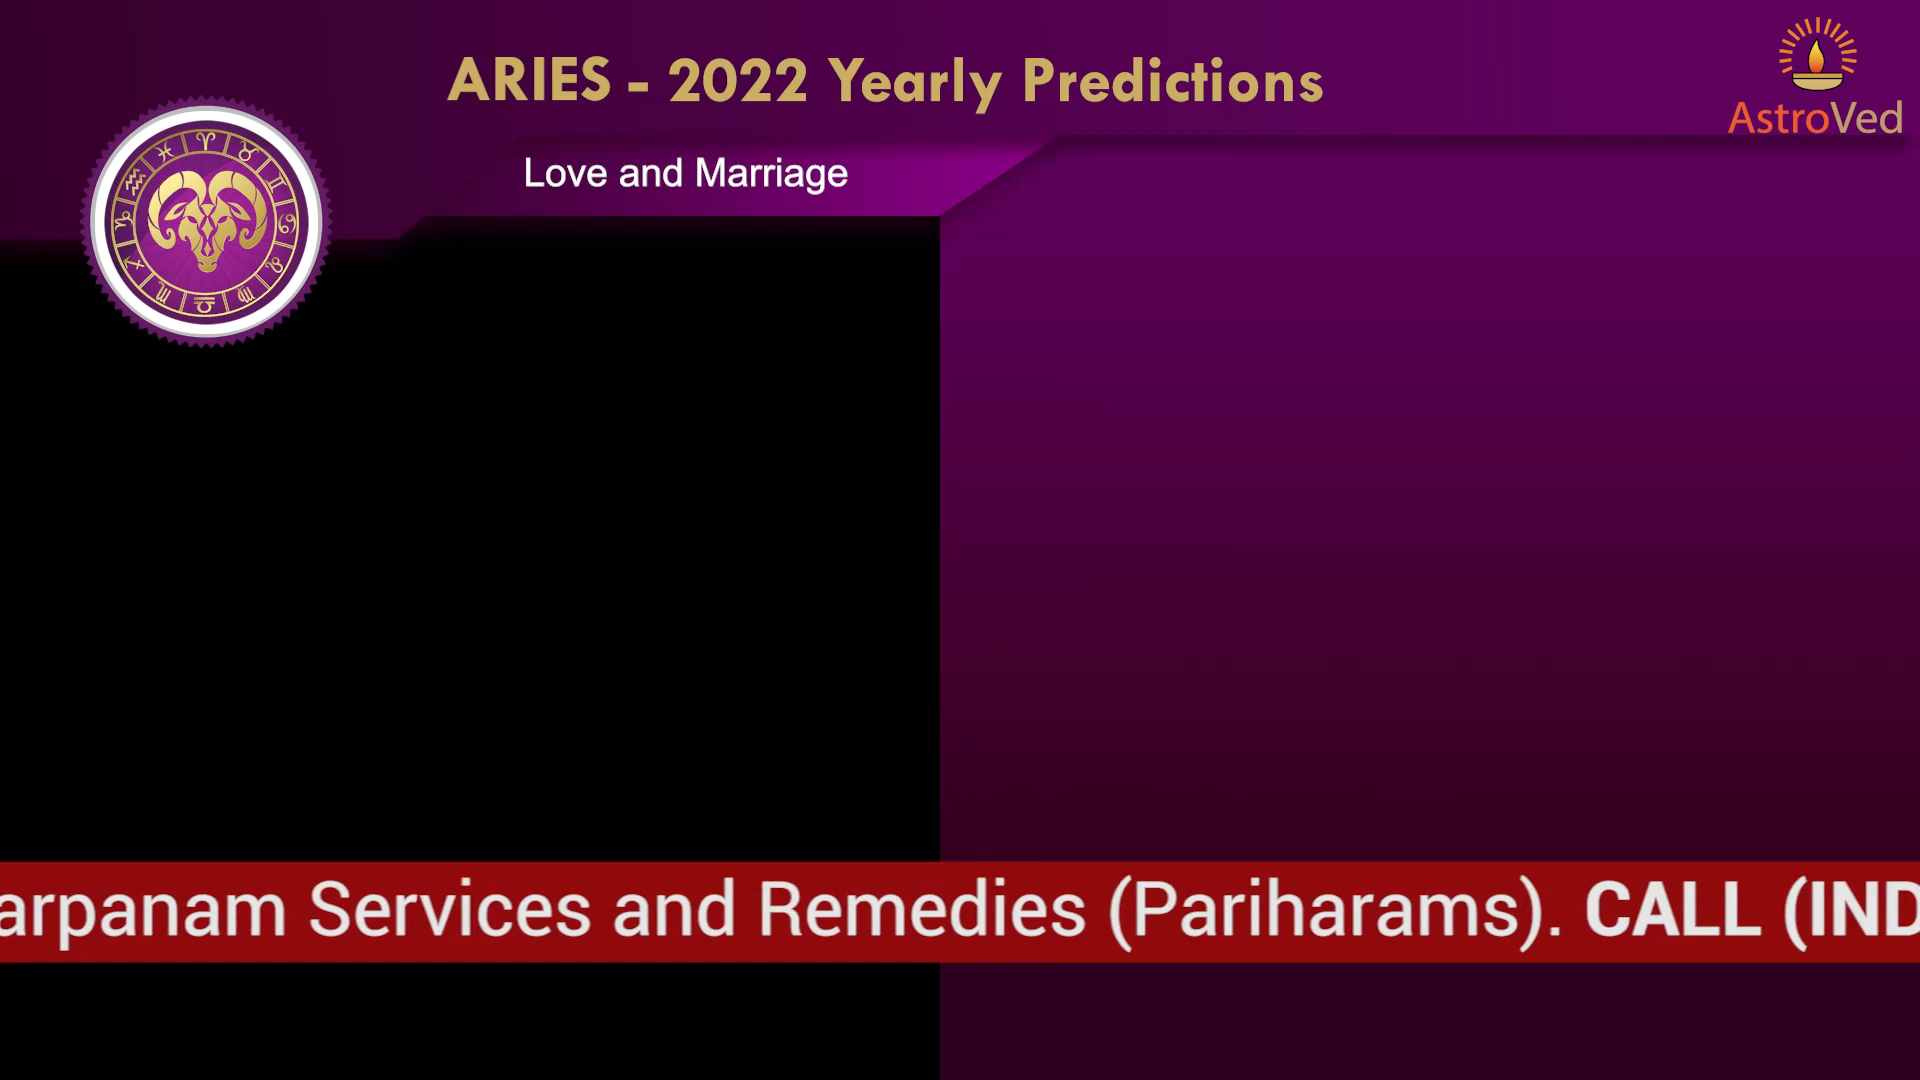 ARIES - 2022 Yearly Predictions
AstroVed
Love and Marriage
arpanam Services and Remedies (Pariharams). CALL (IND